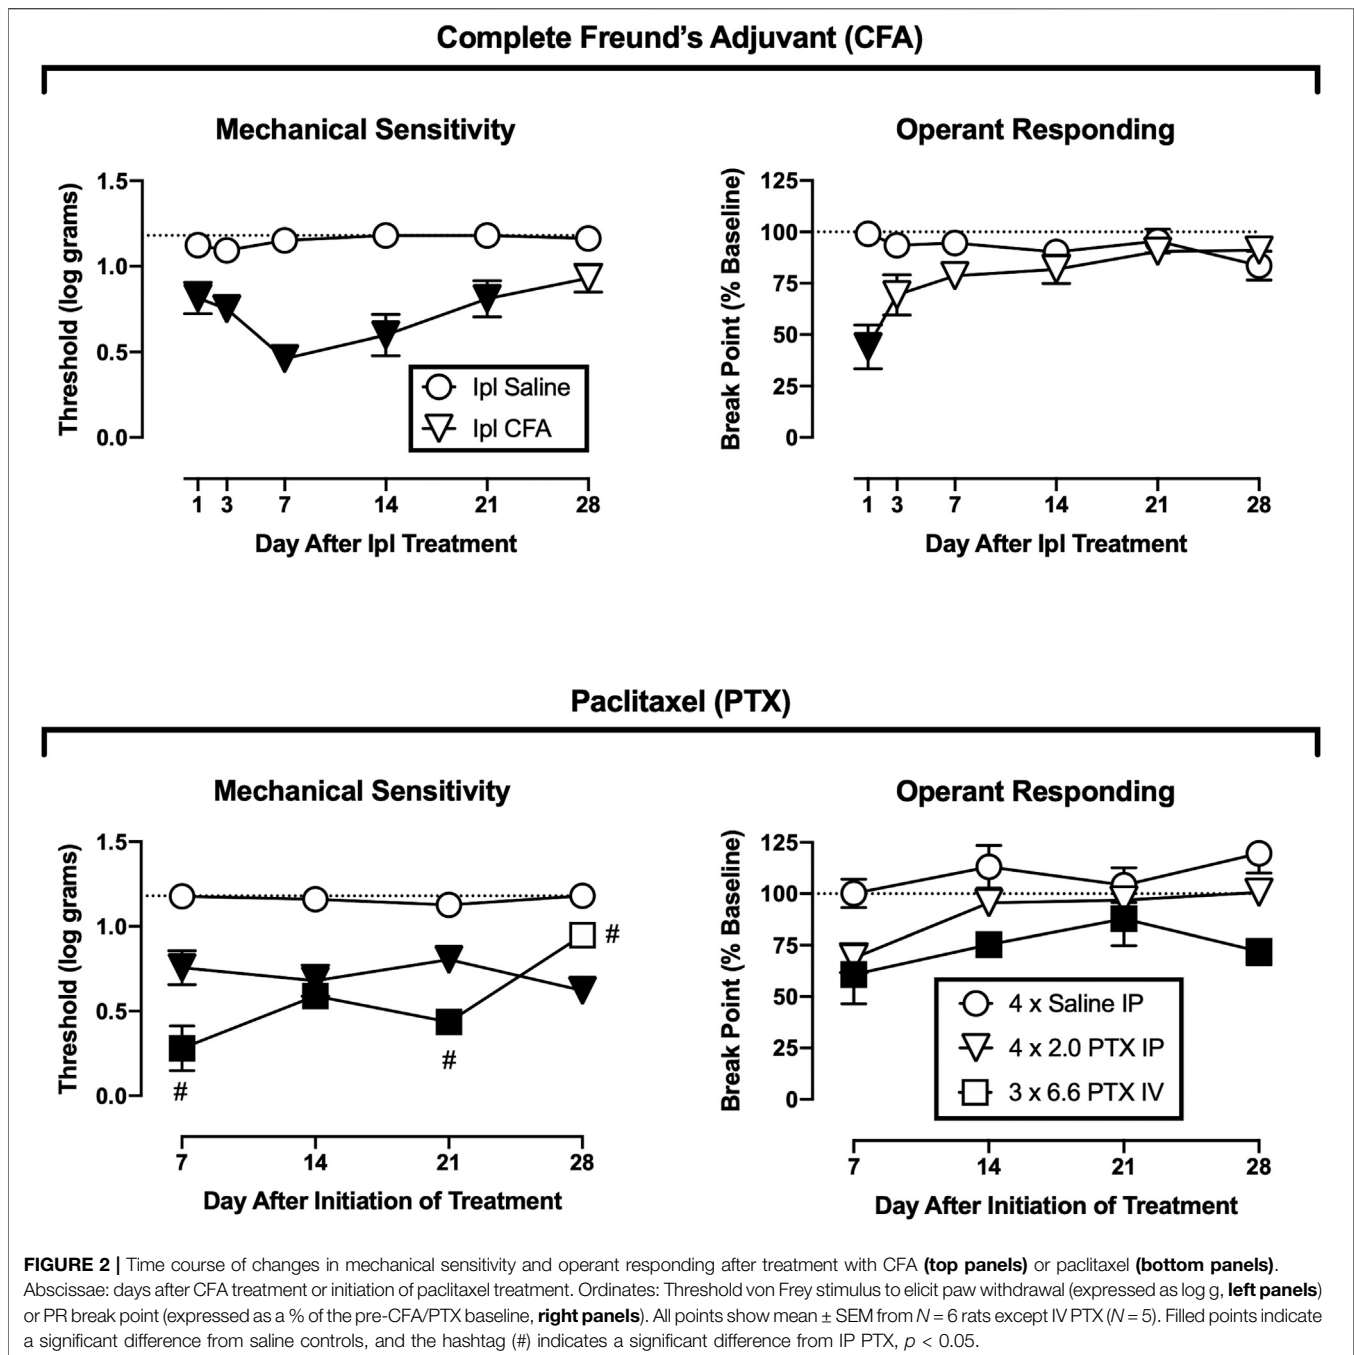 Complete Freund's Adjuvant (CFA)
Mechanical Sensitivity
Threshold (log grams)
1.5
1.0
0.5
0.0
Ipl Saline
Ipl CFA
1 3 7 14 21 28
Day After Ipl Treatment
Operant Responding
Break Point (% Baseline)
125
100
75
50
25
0
1 3 7 14 21 28
Day After Ipl Treatment
Paclitaxel (PTX)
Mechanical Sensitivity
Threshold (log grams)
1.5
1.0
0.5
0.0
#
#
#
7 14 21 28
Day After Initiation of Treatment
Operant Responding
Break Point (% Baseline)
125
100
75
50
25
0
4 x Saline IP
4 x 2.0 PTX IP
3 x 6.6 PTX IV
7 14 21 28
Day After Initiation of Treatment
FIGURE 2 | Time course of changes in mechanical sensitivity and operant responding after treatment with CFA (top panels) or paclitaxel (bottom panels).
Abscissae: days after CFA treatment or initiation of paclitaxel treatment. Ordinates: Threshold von Frey stimulus to elicit paw withdrawal (expressed as log g, left panels)
or PR break point (expressed as a % of the pre-CFA/PTX baseline, right panels). All points show mean ± SEM from N = 6 rats except IV PTX (N = 5). Filled points indicate
a significant difference from saline controls, and the hashtag (#) indicates a significant difference from IP PTX, p < 0.05.